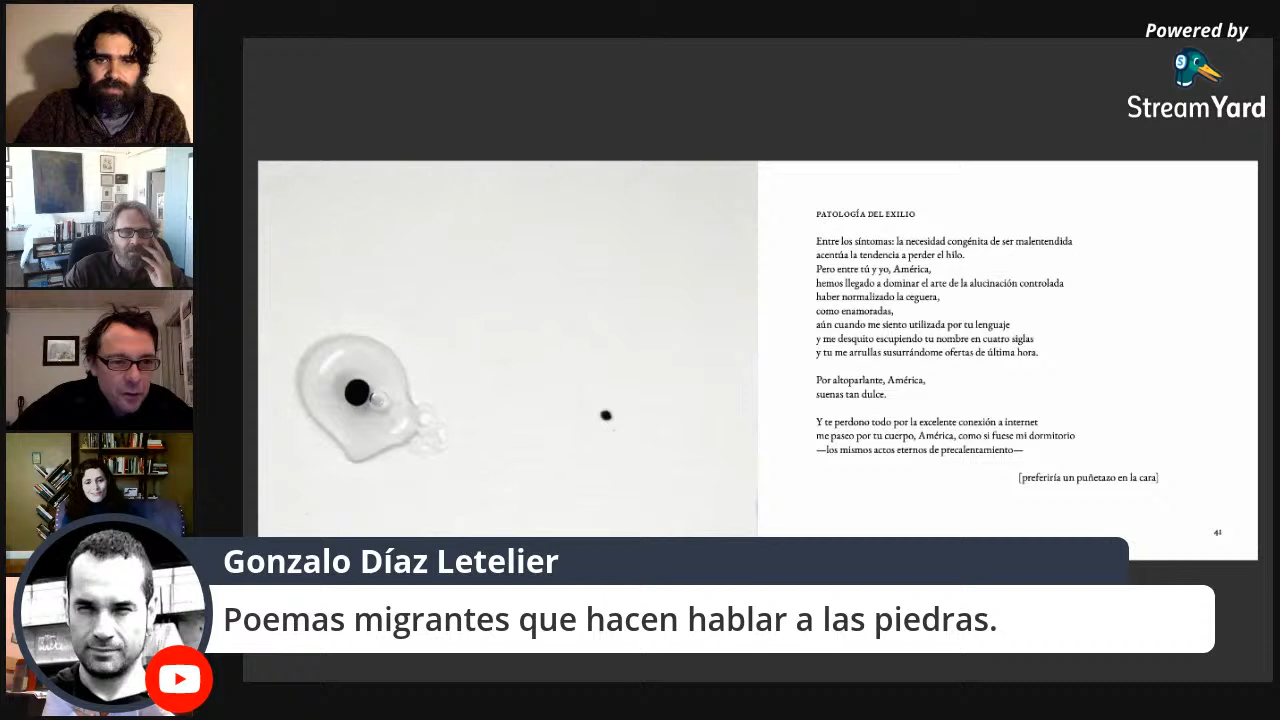 Powered by
StreamYard
PATOLOGÍA DEL EXILIO
Entre los síntomas: la necesidad congénita de ser malentendida
acentúa la tendencia a perder el hilo.
Pero entre tú y yo, América,
hemos llegado a dominar el arte de la alucinación controlada
haber normalizado la ceguera,
como enamoradas,
aún cuando me siento utilizada por tu lenguaje
y me desquito escupiendo tu nombre en cuatro siglas
y tu me arrullas susurrándome ofertas de última hora.
Por altoparlante, América,
suenas tan dulce.
Y te perdono todo por la excelente conexión a internet
me paseo por tu cuerpo, América, como si fuese mi dormitorio
—los mismos actos eternos de precalentamiento—
[preferiría un puñetazo en la cara]
41
Gonzalo Díaz Letelier
Poemas migrantes que hacen hablar a las piedras.